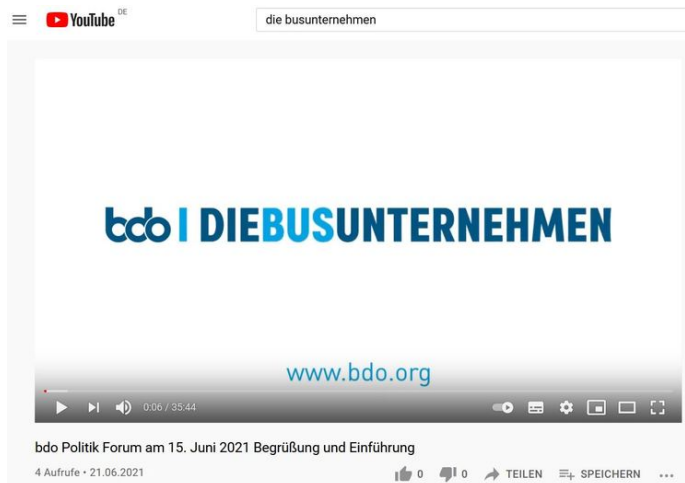 YouTube DE
die busunternehmen
bdo | DIEBUSUNTERNEHMEN
www.bdo.org
0:06 / 35:44
bdo Politik Forum am 15. Juni 2021 Begrüßung und Einführung
4 Aufrufe • 21.06.2021
0 0 TEILEN SPEICHERN ...